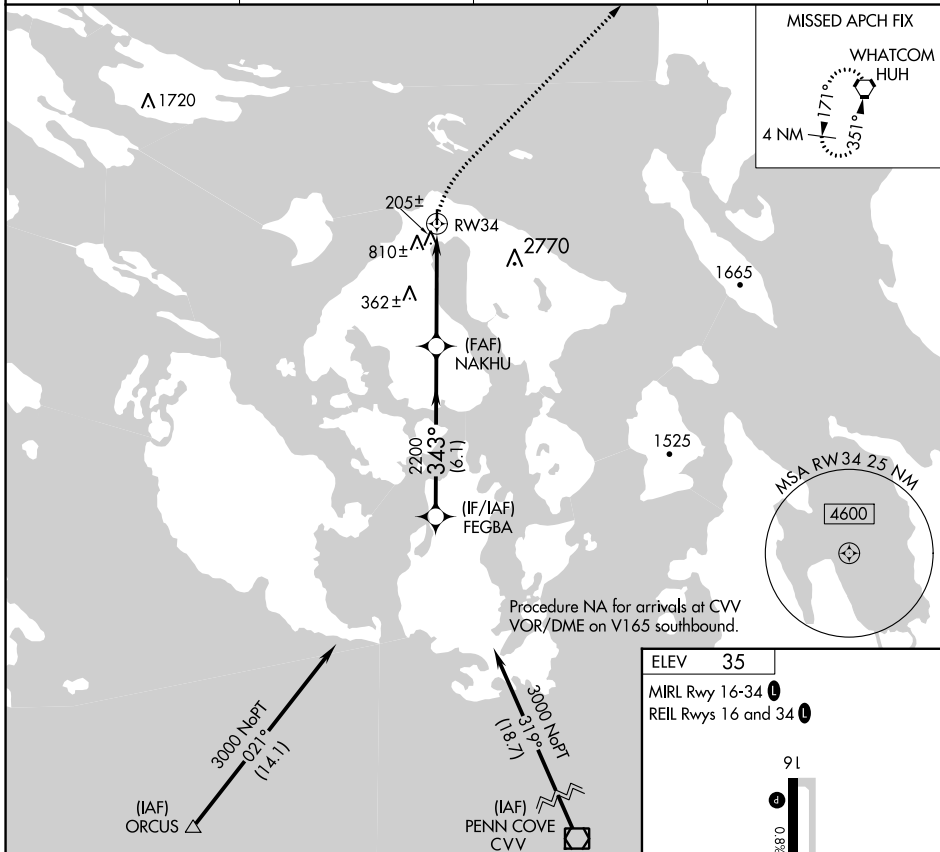 MISSED APCH FIX
WHATCOM
HUH
171°
351°
4 NM
1720
205±
RW34
810±
2770
362±
1665
(FAF)
NAKHU
2200
343°
(6.1)
1525
(IF/IAF)
FEGBA
MSA RW34 25 NM
4600
Procedure NA for arrivals at CVV
VOR/DME on V165 southbound.
3000 NoPT
021°
(14.1)
3000 NoPT
319°
(18.7)
(IAF)
ORCUS
(IAF)
PENN COVE
CVV
ELEV 35
MIRL Rwy 16-34 L
REIL Rwys 16 and 34 L
16
P
0.8%